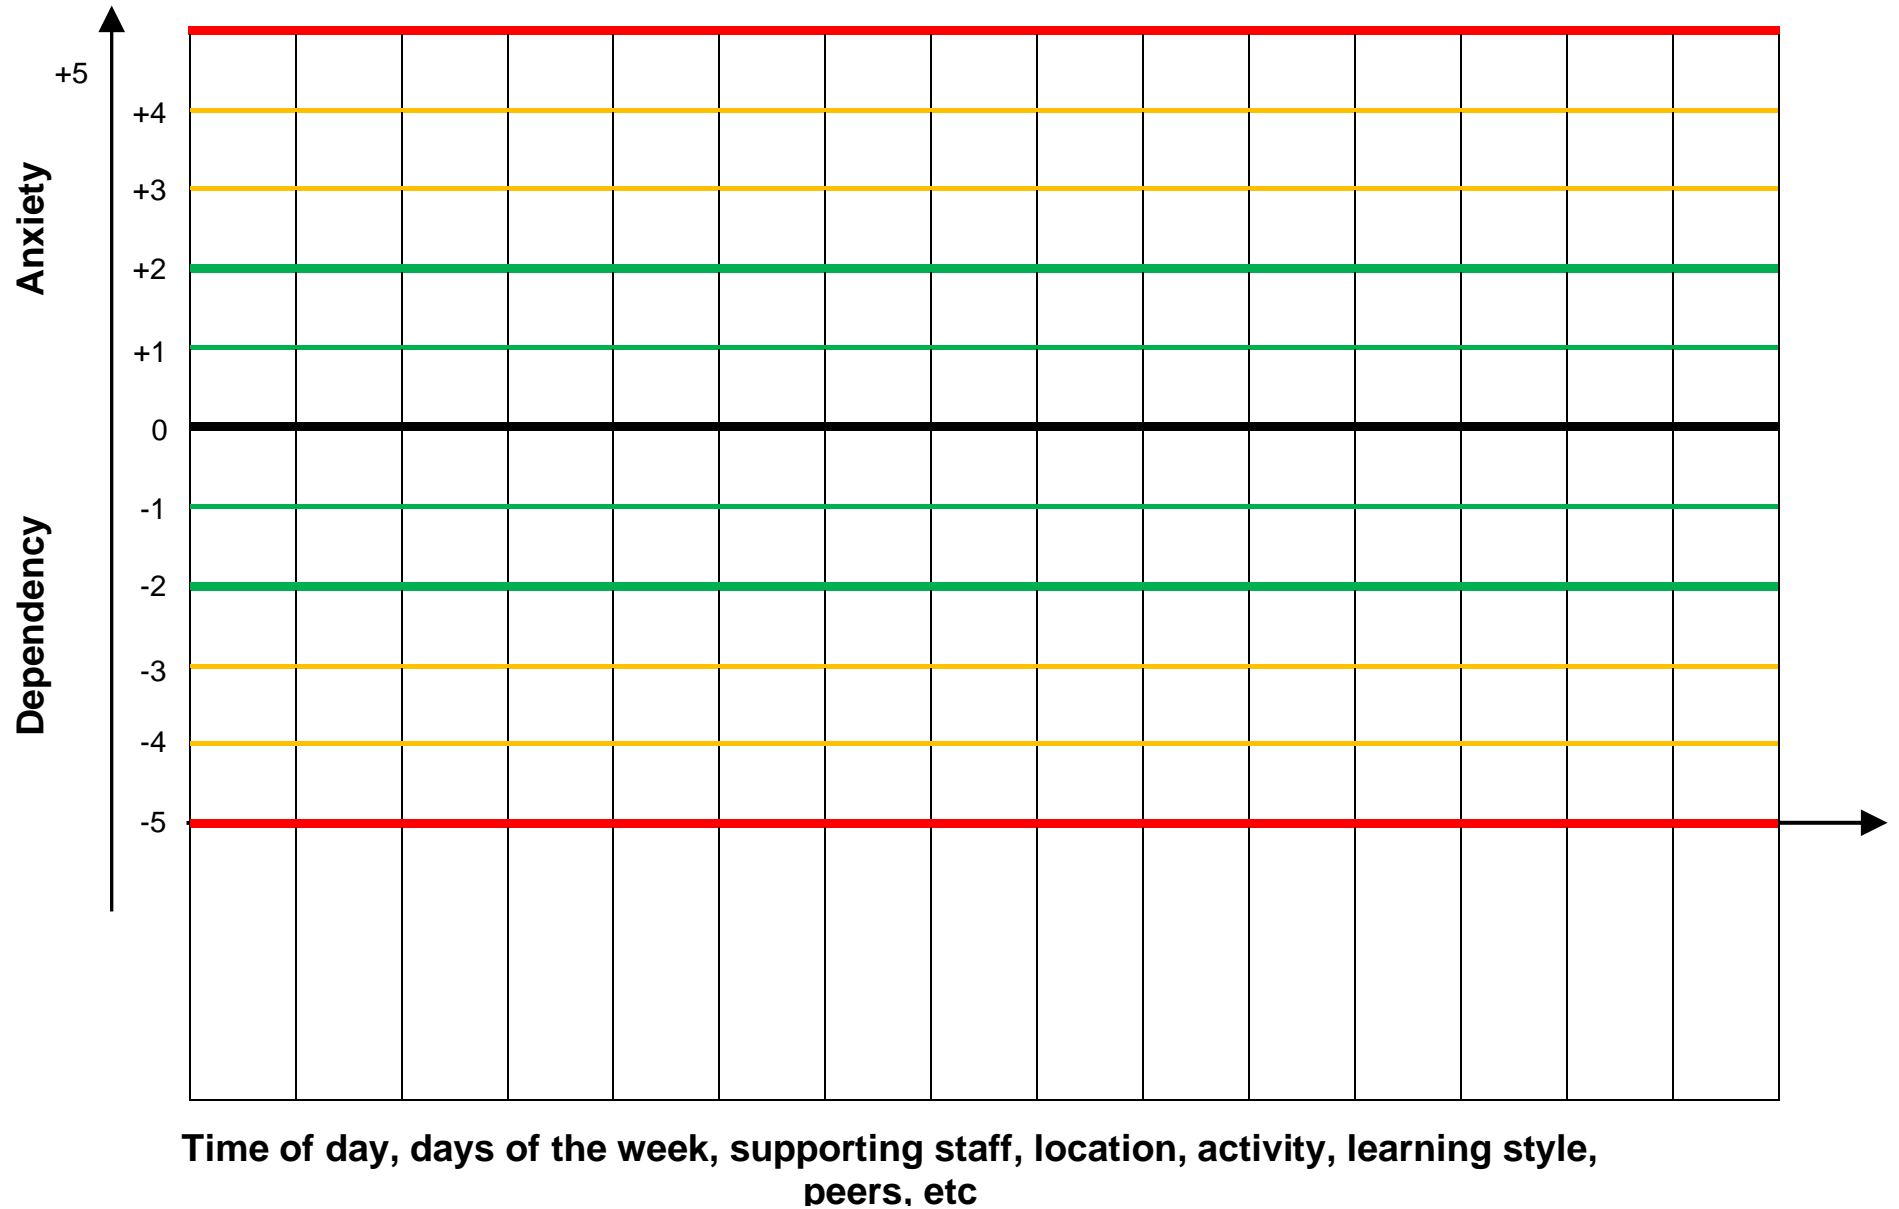 +5
+4
+3
Anxiety
+2
+1
0
-1
Dependency
-2
-3
-4
-5
Time of day, days of the week, supporting staff, location, activity, learning style,
peers, etc